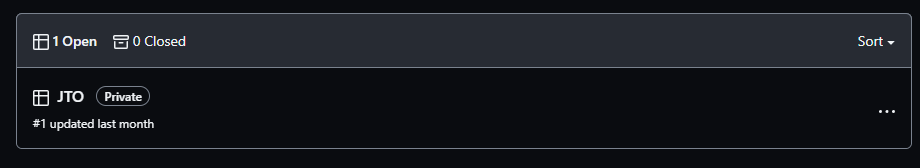 1 Open 0 Closed Sort
JTO Private
#1 updated last month